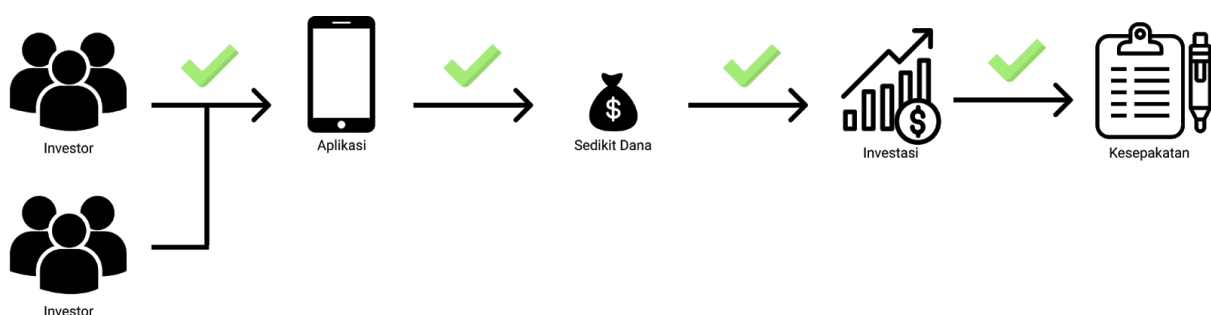 Investor
Aplikasi
Sedikit Dana
Investasi
Kesepakatan
$
$
Investor